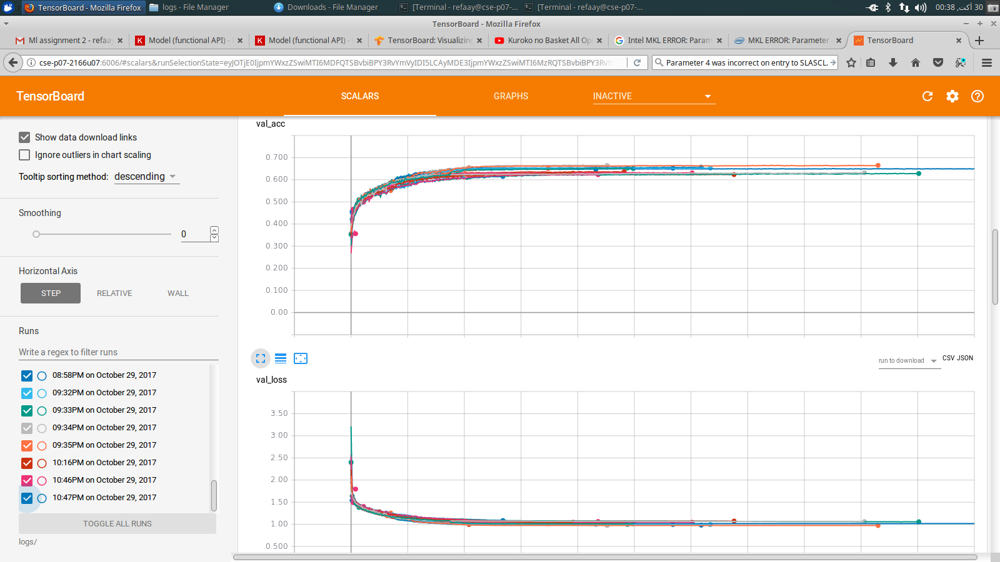 TensorBoard - Mozilla Firefox
logs - File Manager
Downloads - File Manager
[Terminal - refaay@cse-p07-...
[Terminal - refaay@cse-p07-...
30 أكت, 00:38
TensorBoard - Mozilla Firefox
Ml assignment 2 - refaa
Model (functional API) -
Model (functional API) -
TensorBoard: Visualizing
Kuroko no Basket All Op
Intel MKL ERROR: Param
MKL ERROR: Parameter
TensorBoard
cse-p07-2166u07:6006/#scalars&runSelectionState=eyJOTjE0IjpmYWxzZSwiMTI6MDFQTSBvbiBPY3RvYmVyIDI5LCAyMDE3IjpmYWxzZSwiMTI6MzRQTSBvbiBPY3RvY
Parameter 4 was incorrect on entry to SLASCL.
TensorBoard
SCALARS
GRAPHS
INACTIVE
Show data download links
Ignore outliers in chart scaling
Tooltip sorting method: descending
Smoothing
0
Horizontal Axis
STEP
RELATIVE
WALL
Runs
Write a regex to filter runs
08:58PM on October 29, 2017
09:32PM on October 29, 2017
09:33PM on October 29, 2017
09:34PM on October 29, 2017
09:35PM on October 29, 2017
10:16PM on October 29, 2017
10:46PM on October 29, 2017
10:47PM on October 29, 2017
TOGGLE ALL RUNS
logs/
val_acc
0.700
0.600
0.500
0.400
0.300
0.200
0.100
0.00
run to download
CSV JSON
val_loss
3.50
3.00
2.50
2.00
1.50
1.00
0.500